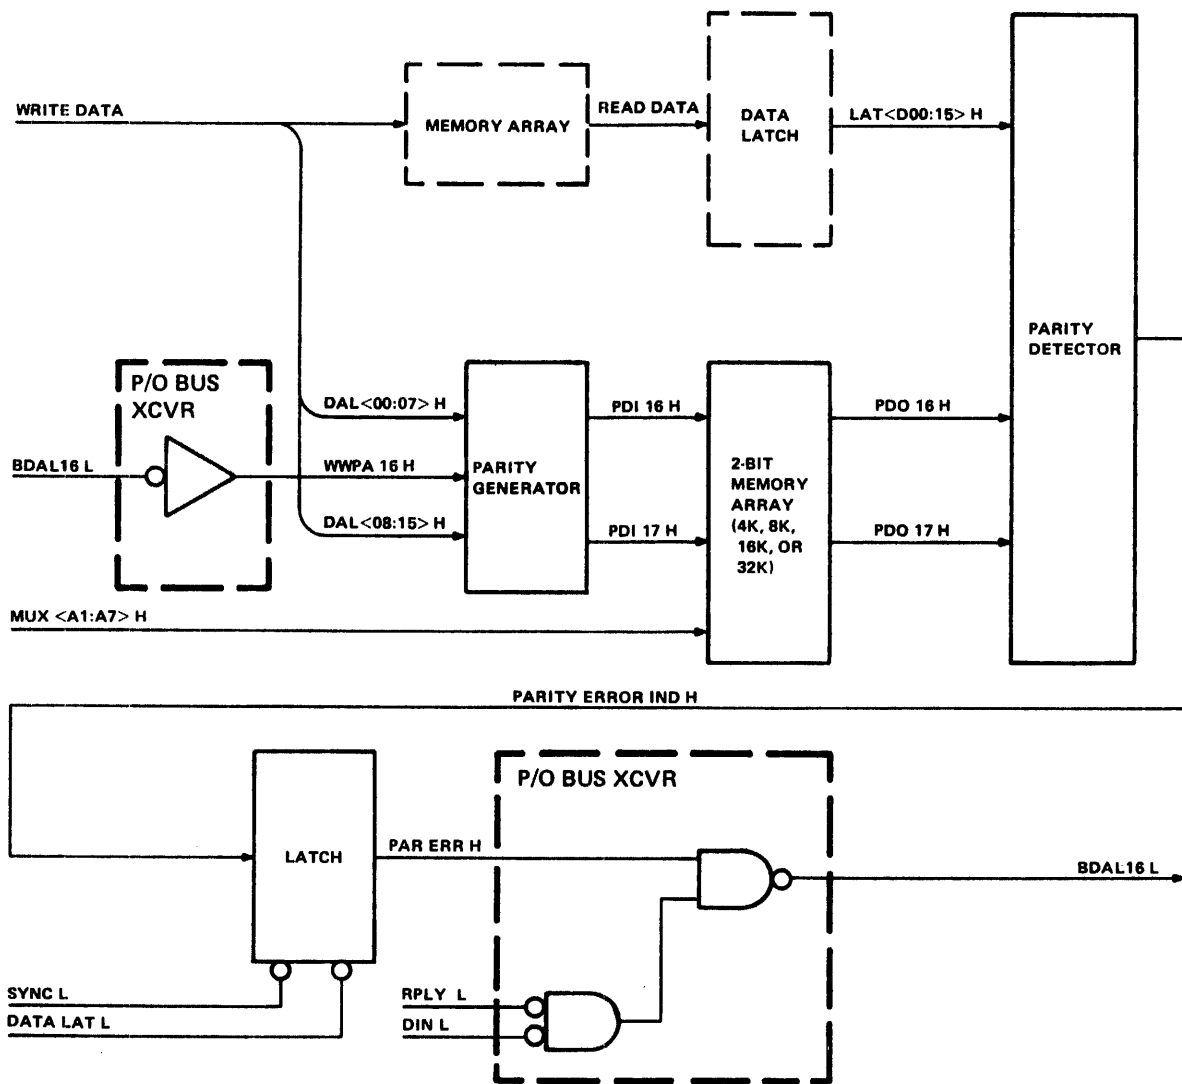 WRITE DATA
MEMORY ARRAY
READ DATA
DATA
LATCH
LAT<D00:15> H
PARITY
DETECTOR
P/O BUS
XCVR
BDAL16 L
DAL<00:07> H
WWPA 16 H
DAL<08:15> H
PARITY
GENERATOR
PDI 16 H
PDI 17 H
2-BIT
MEMORY
ARRAY
(4K, 8K,
16K, OR
32K)
PDO 16 H
PDO 17 H
MUX <A1:A7> H
PARITY ERROR IND H
LATCH
PAR ERR H
P/O BUS XCVR
BDAL16 L
SYNC L
DATA LAT L
RPLY L
DIN L